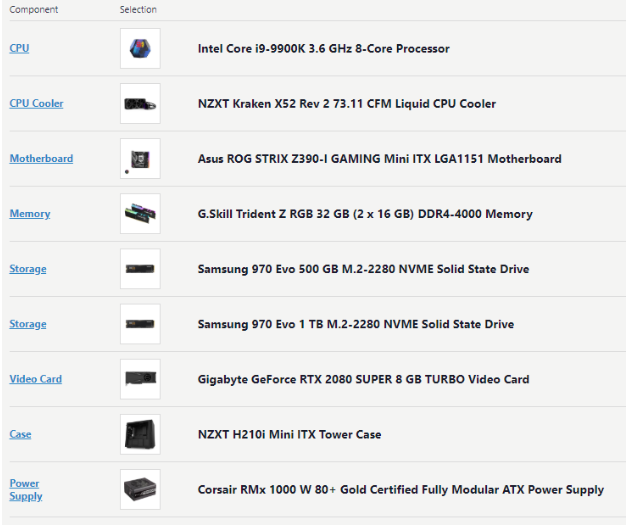 Component Selection
CPU Intel Core i9-9900K 3.6 GHz 8-Core Processor
CPU Cooler NZXT Kraken X52 Rev 2 73.11 CFM Liquid CPU Cooler
Motherboard Asus ROG STRIX Z390-I GAMING Mini ITX LGA1151 Motherboard
Memory G.Skill Trident Z RGB 32 GB (2 x 16 GB) DDR4-4000 Memory
Storage Samsung 970 Evo 500 GB M.2-2280 NVME Solid State Drive
Storage Samsung 970 Evo 1 TB M.2-2280 NVME Solid State Drive
Video Card Gigabyte GeForce RTX 2080 SUPER 8 GB TURBO Video Card
Case NZXT H210i Mini ITX Tower Case
Power
Supply Corsair RMx 1000 W 80+ Gold Certified Fully Modular ATX Power Supply